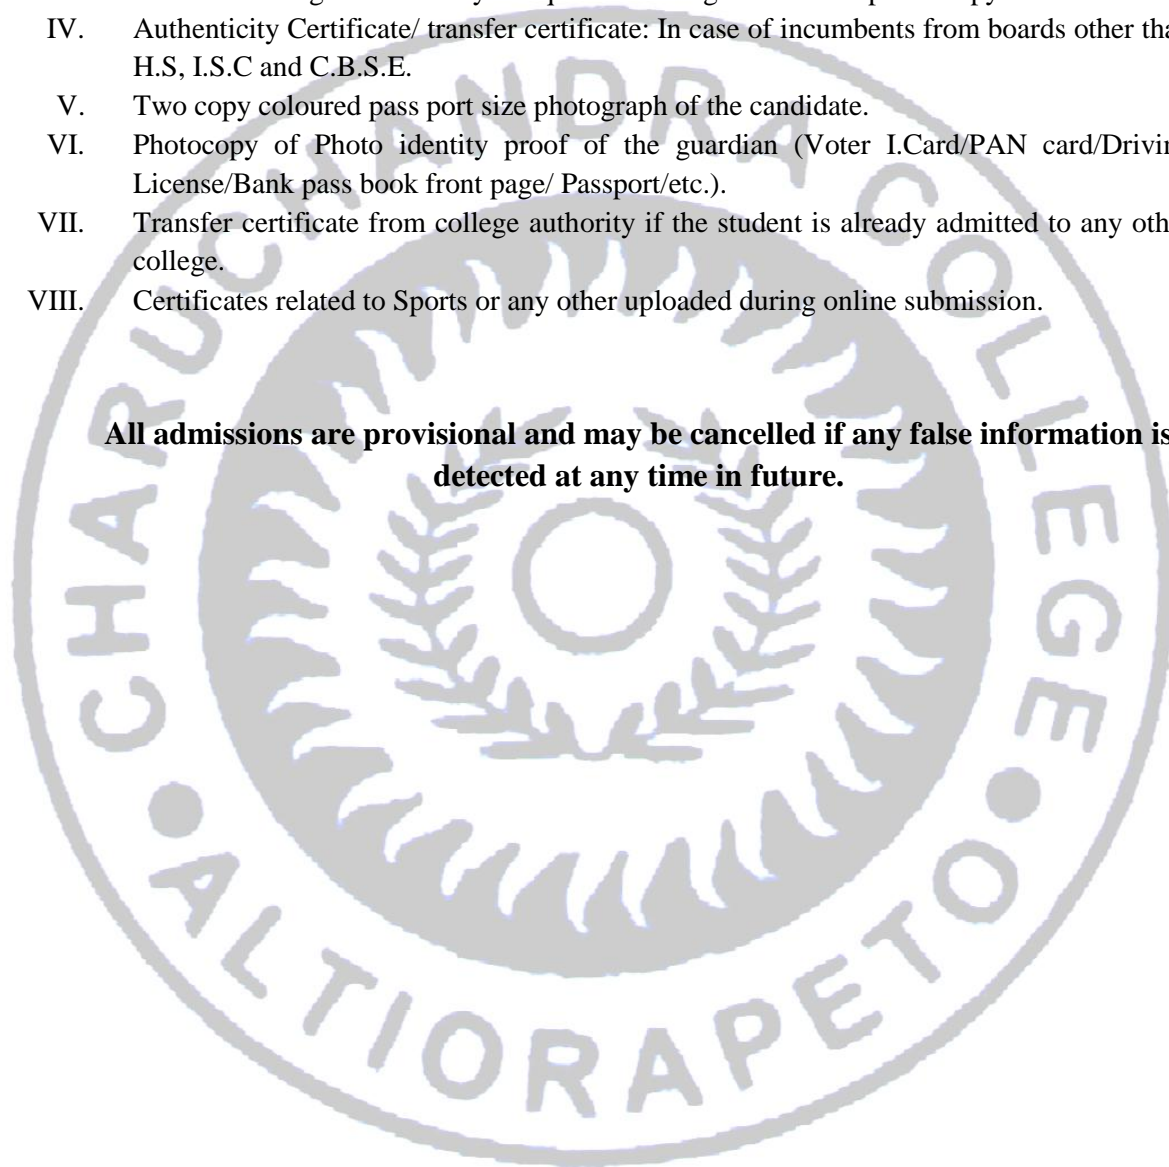 IV. Authenticity Certificate/ transfer certificate: In case of incumbents from boards other tha
H.S, I.S.C and C.B.S.E.
V. Two copy coloured pass port size photograph of the candidate.
VI. Photocopy of Photo identity proof of the guardian (Voter I.Card/PAN card/Drivin
License/Bank pass book front page/ Passport/etc.).
VII. Transfer certificate from college authority if the student is already admitted to any oth
college.
VIII. Certificates related to Sports or any other uploaded during online submission.
All admissions are provisional and may be cancelled if any false information is
detected at any time in future.
CHARUCHANDRA COLLEGE
ALTIORAPETO